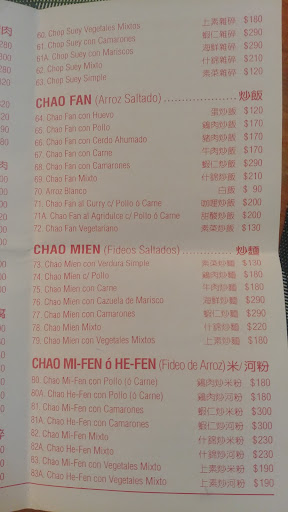 60. Chop Suey Vegetales Mixtos 上素雜碎 $180
61. Chop Suey con Camarones 蝦仁雜碎 $290
61A. Chop Suey con Mariscos 海鮮雜碎 $290
62. Chop Suey Mixto 什錦雜碎 $210
63. Chop Suey Simple 素菜雜碎 $120
CHAO FAN (Arroz Saltado) 炒飯
64. Chao Fan con Huevo 蛋炒飯 $120
65. Chao Fan con Pollo 鷄肉炒飯 $170
66. Chao Fan con Cerdo Ahumado 豬肉炒飯 $170
67. Chao Fan con Carne 牛肉炒飯 $170
68. Chao Fan con Camarones 蝦仁炒飯 $290
69. Chao Fan Mixto 什錦炒飯 $210
70. Arroz Blanco 白飯 $ 90
71. Chao Fan al Curry c/ Pollo ó Carne 咖喱炒飯 $200
71A. Chao Fan al Agridulce c/ Pollo ó Carne 甜酸炒飯 $200
72. Chao Fan Vegetariano 素菜炒飯 $130
CHAO MIEN (Fideos Saltados) 炒麵
73. Chao Mien con Verdura Simple 素菜炒麵 $130
74. Chao Mien c/ Pollo 鷄肉炒麵 $180
75. Chao Mien con Carne 牛肉炒麵 $180
76. Chao Mien con Cazuela de Marisco 海鮮炒麵 $290
77. Chao Mien con Camarones 蝦仁炒麵 $290
78. Chao Mien Mixto 什錦炒麵 $220
79. Chao Mien con Vegetales Mixtos 上素炒麵 $180
CHAO MI-FEN ó HE-FEN (Fideo de Arroz) 米/河粉
80. Chao Mi-Fen con Pollo (ó Carne) 鷄肉炒米粉 $180
80A. Chao He-Fen con Pollo (ó Carne) 鷄肉炒河粉 $180
81. Chao Mi-Fen con Camarones 蝦仁炒米粉 $300
81A. Chao He-Fen con Camarones 蝦仁炒河粉 $300
82. Chao Mi-Fen Mixto 什錦炒米粉 $230
82A. Chao He-Fen Mixto 什錦炒河粉 $230
83. Chao Mi-Fen con Vegetales Mixto 上素炒米粉 $190
83A. Chao He-Fen con Vegetales Mixto 上素炒河粉 $190